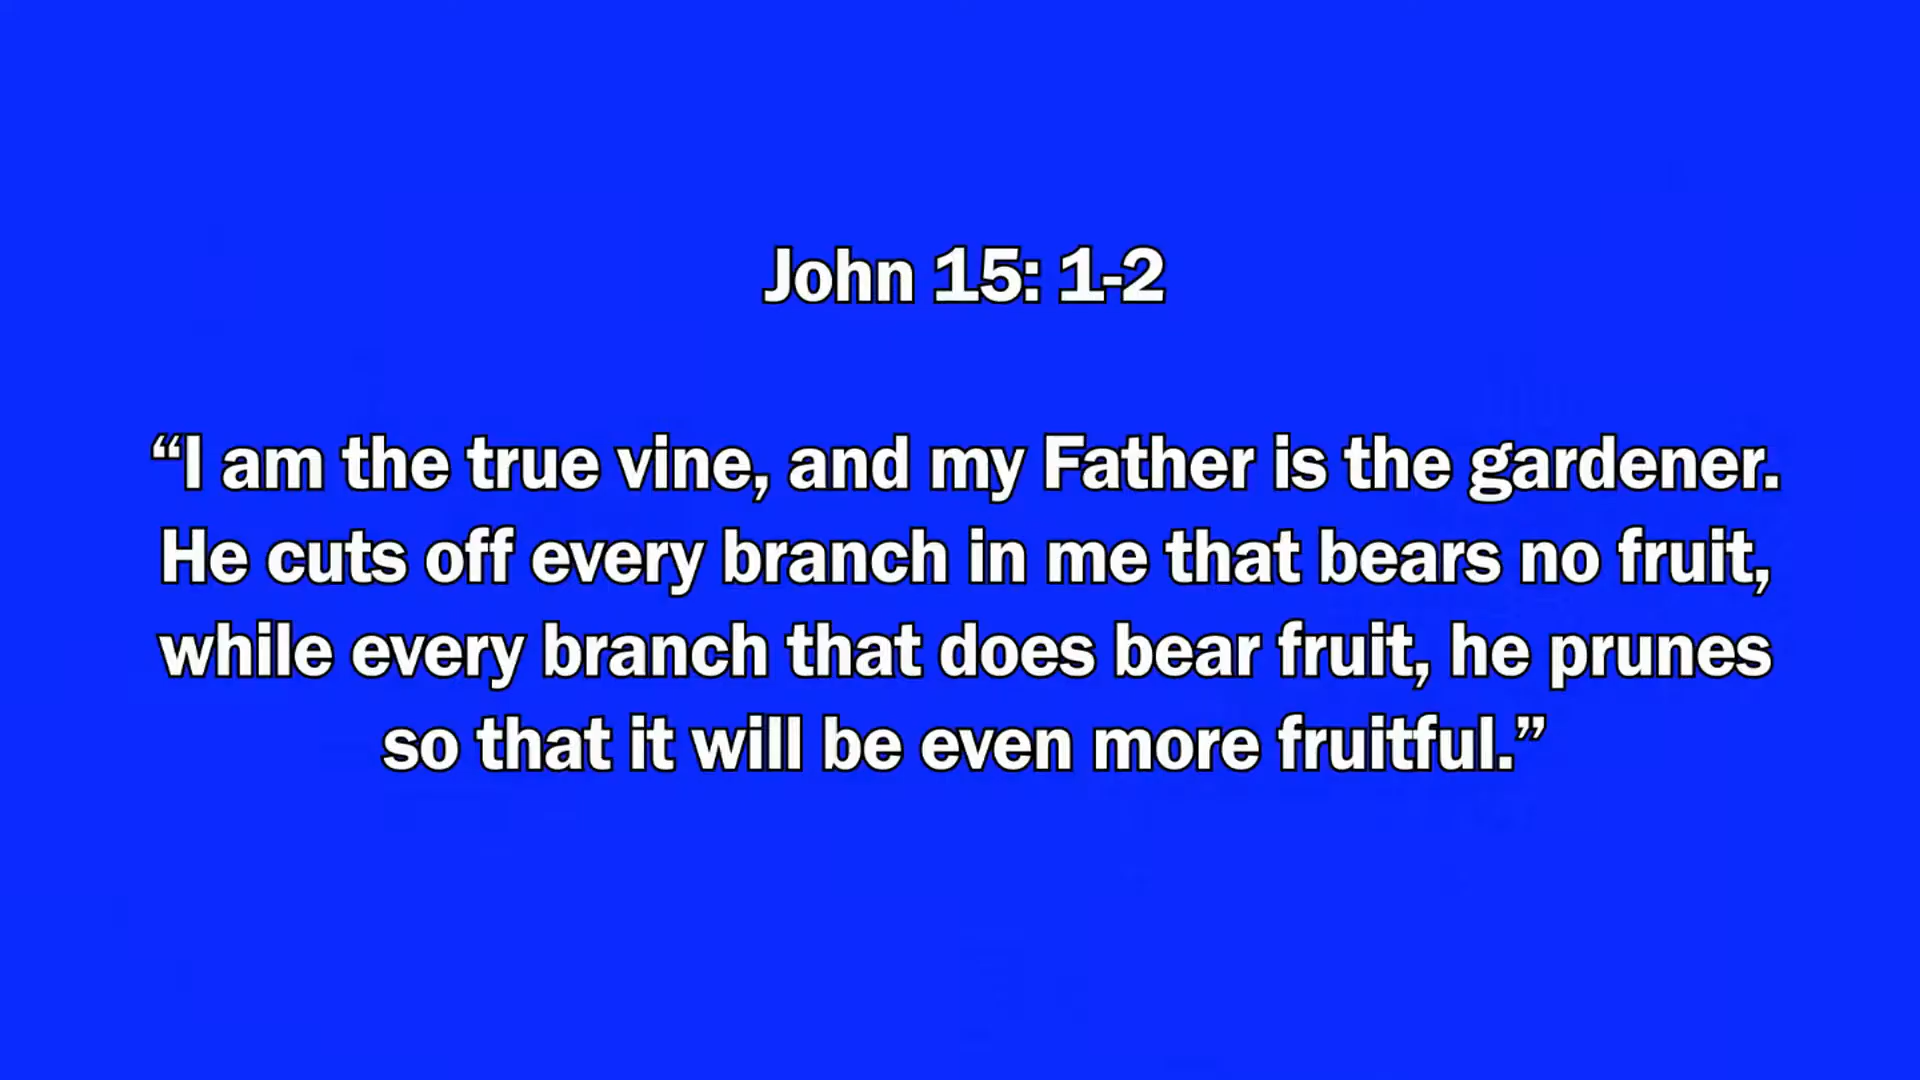 John 15: 1-2
“I am the true vine, and my Father is the gardener.
He cuts off every branch in me that bears no fruit,
while every branch that does bear fruit, he prunes
so that it will be even more fruitful.”